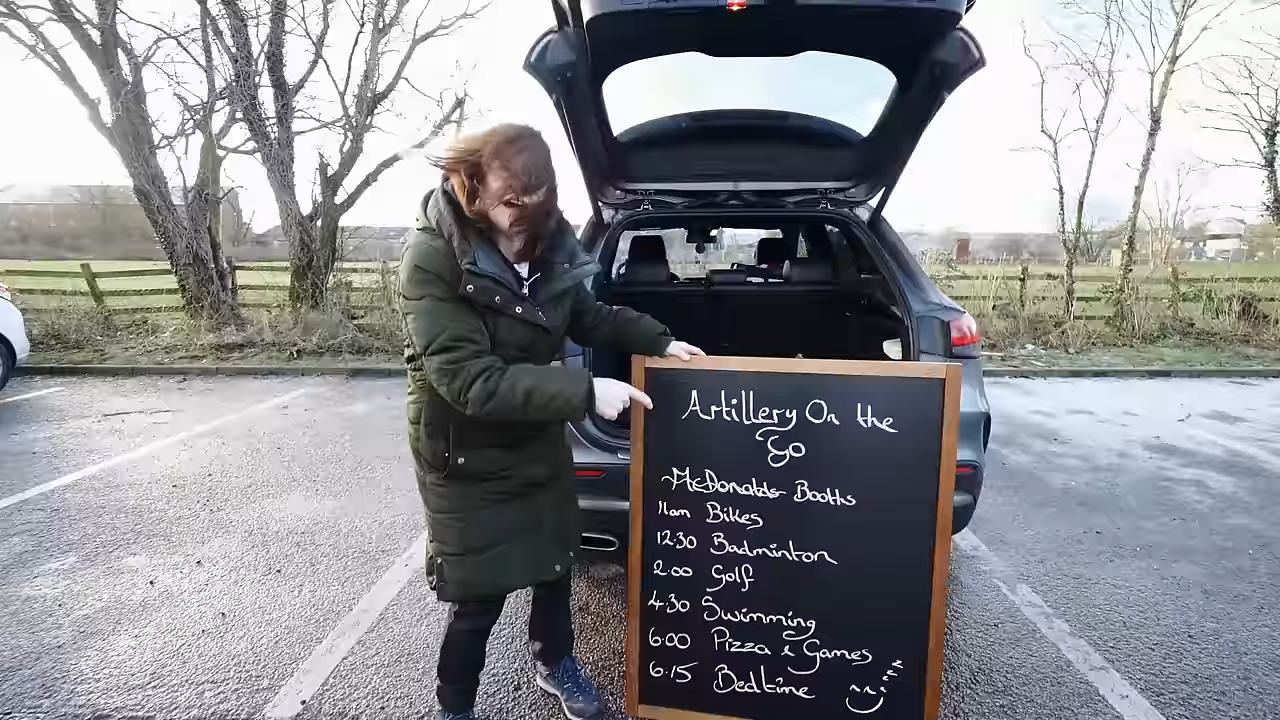 Artillery On the
Go
McDonalds Booths
11am Bikes
12:30 Badminton
2:00 Golf
4:30 Swimming
6:00 Pizza & Games
6:15 Bedtime